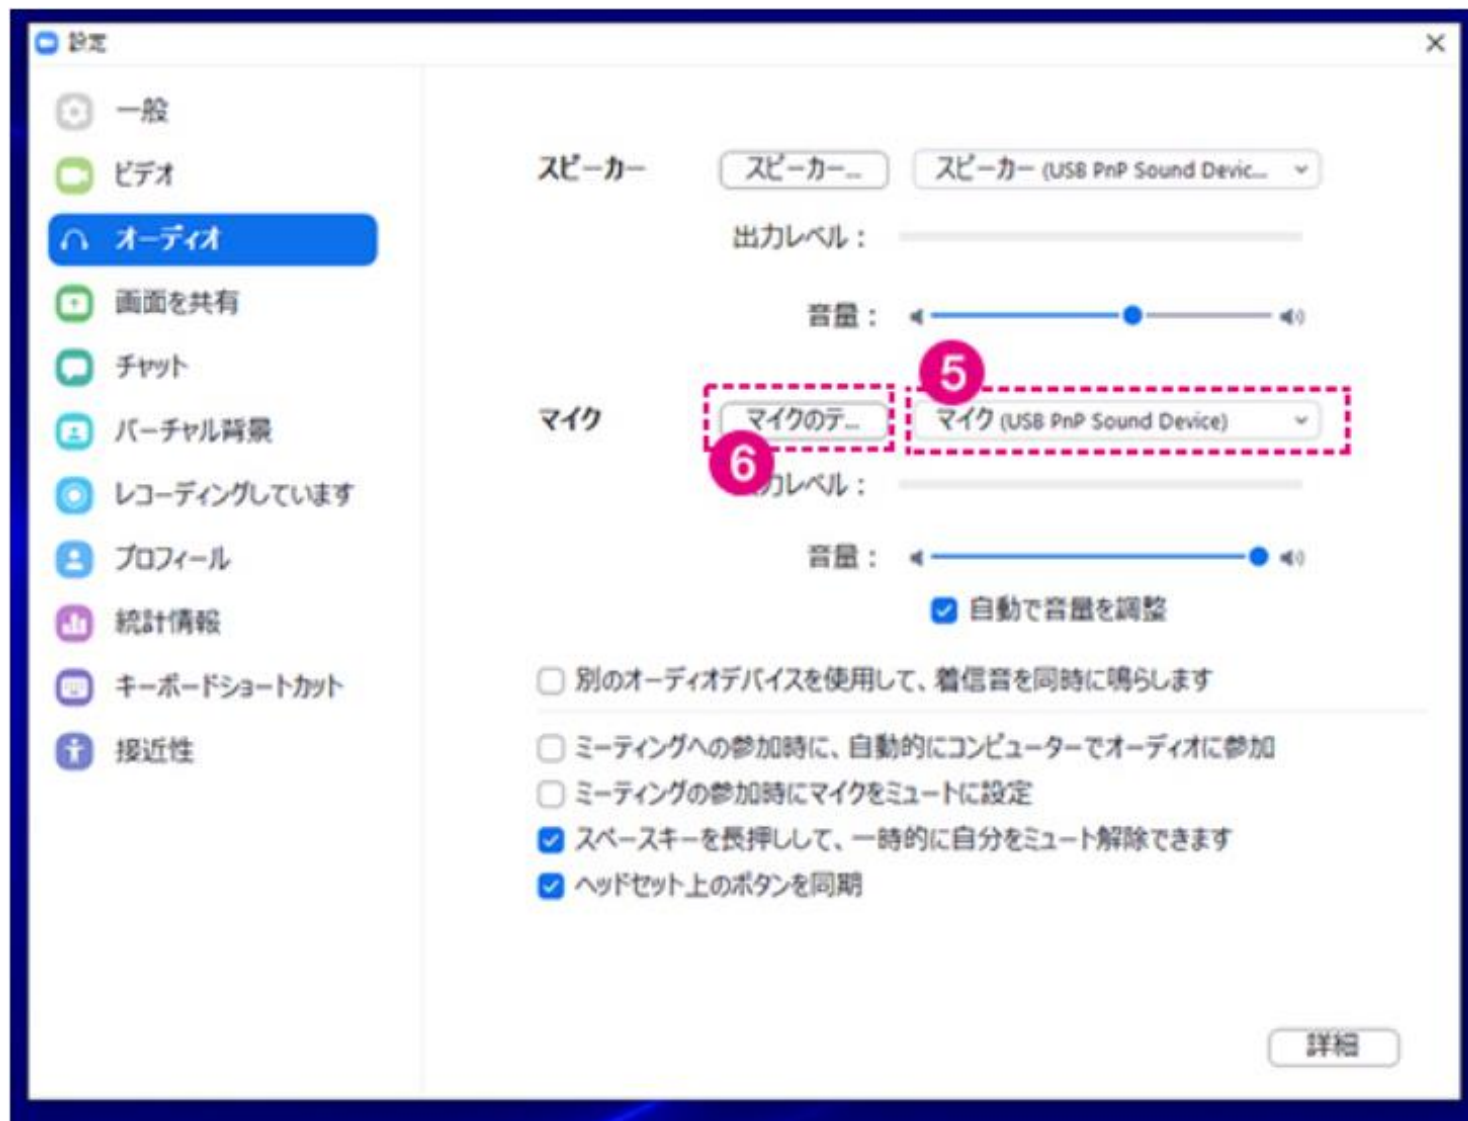 設定
一般
ビデオ
オーディオ
画面を共有
チャット
バーチャル背景
レコーディングしています
プロフィール
統計情報
キーボードショートカット
接近性
スピーカー スピーカー... スピーカー (USB PnP Sound Devic...
出力レベル：
音量：
5
マイク マイクのテ... マイク (USB PnP Sound Device)
6
力レベル：
音量：
自動で音量を調整
別のオーディオデバイスを使用して、着信音を同時に鳴らします
ミーティングへの参加時に、自動的にコンピューターでオーディオに参加
ミーティングの参加時にマイクをミュートに設定
スペースキーを長押しして、一時的に自分をミュート解除できます
ヘッドセット上のボタンを同期
詳細